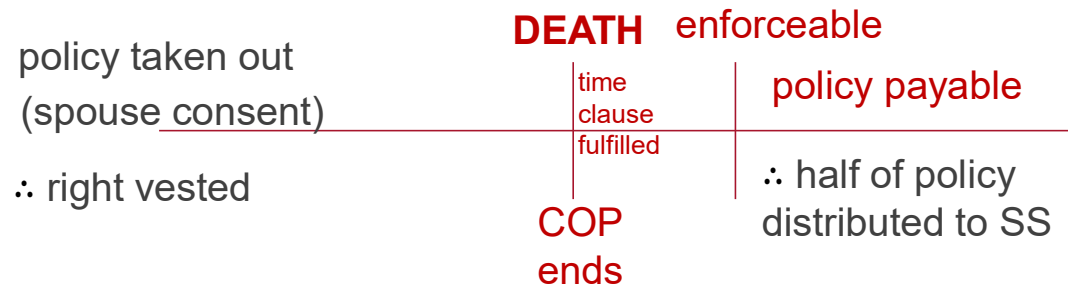 policy taken out
(spouse consent)
∴ right vested
DEATH
time
clause
fulfilled
COP
ends
enforceable
policy payable
∴ half of policy
distributed to SS